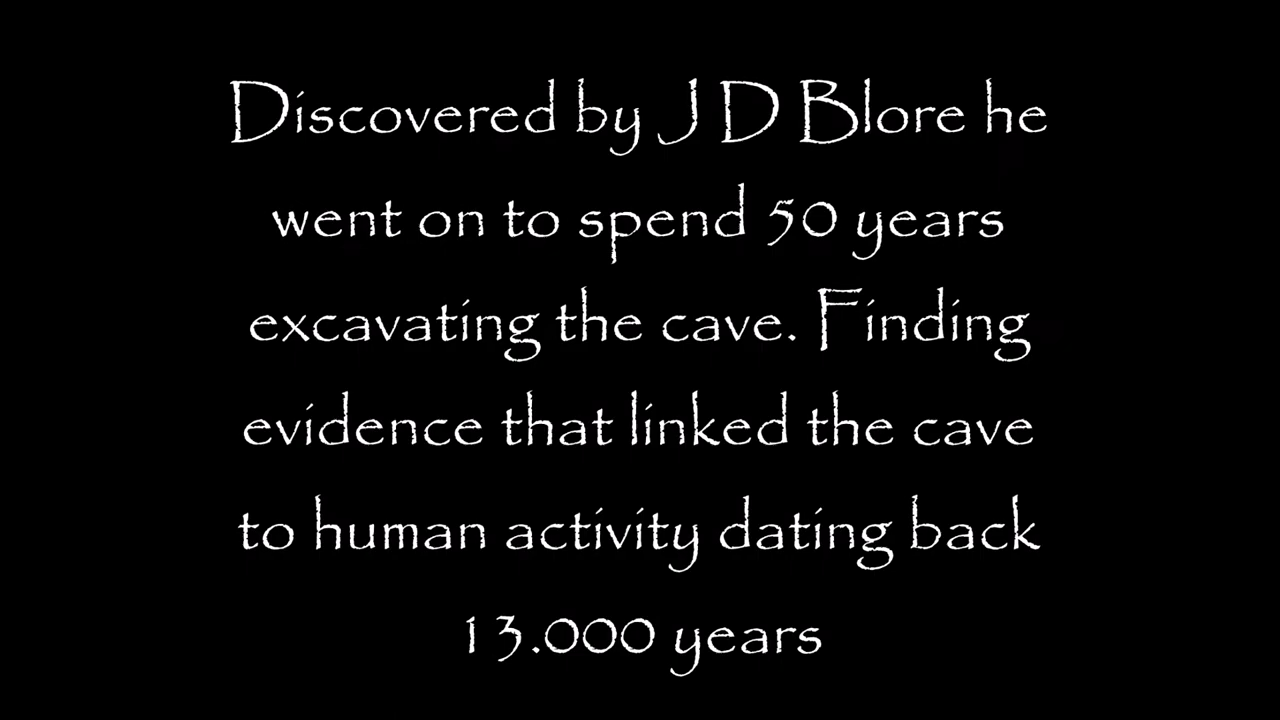 Discovered by J D Blore he
went on to spend 50 years
excavating the cave. Finding
evidence that linked the cave
to human activity dating back
13.000 years